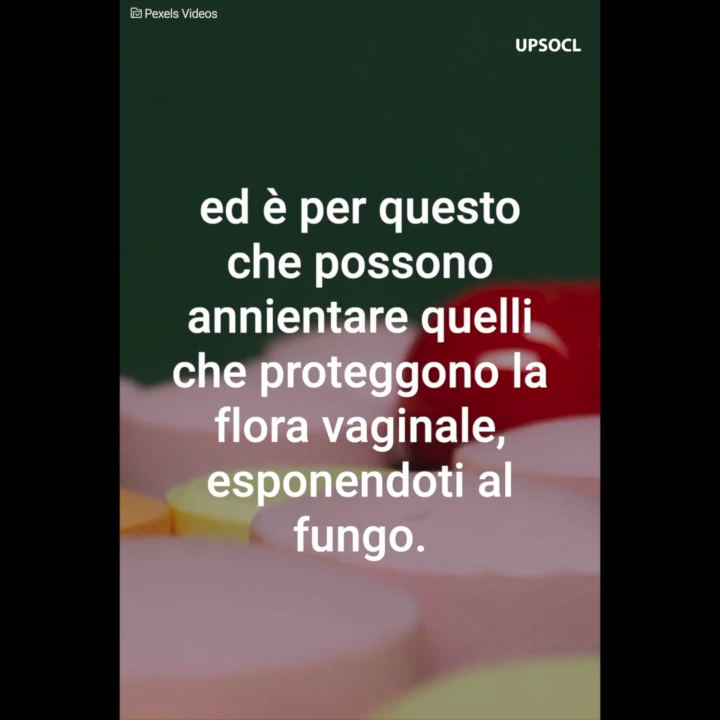 Pexels Videos
UPSOCL
ed è per questo
che possono
annientare quelli
che proteggono la
flora vaginale,
esponendoti al
fungo.